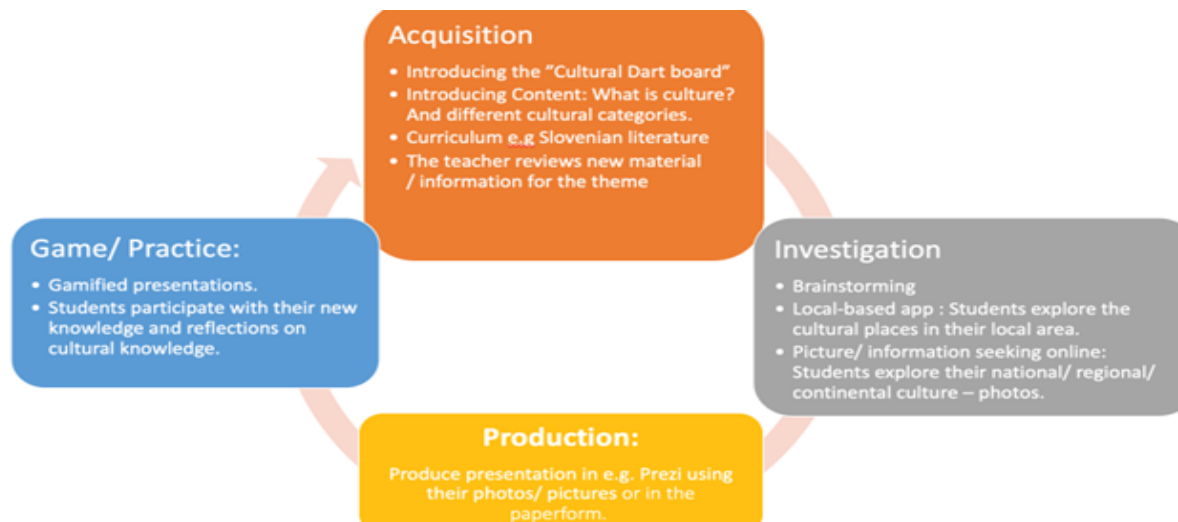 Acquisition
• Introducing the “Cultural Dart board”
• Introducing Content: What is culture?
And different cultural categories.
• Curriculum e.g Slovenian literature
• The teacher reviews new material
/ information for the theme
Game/ Practice:
• Gamified presentations.
• Students participate with their new
knowledge and reflections on
cultural knowledge.
Investigation
• Brainstorming
• Local-based app : Students explore the
cultural places in their local area.
• Picture/ information seeking online:
Students explore their national/ regional/
continental culture – photos.
Production:
Produce presentation in e.g. Prezi using
their photos/ pictures or in the
paperform.